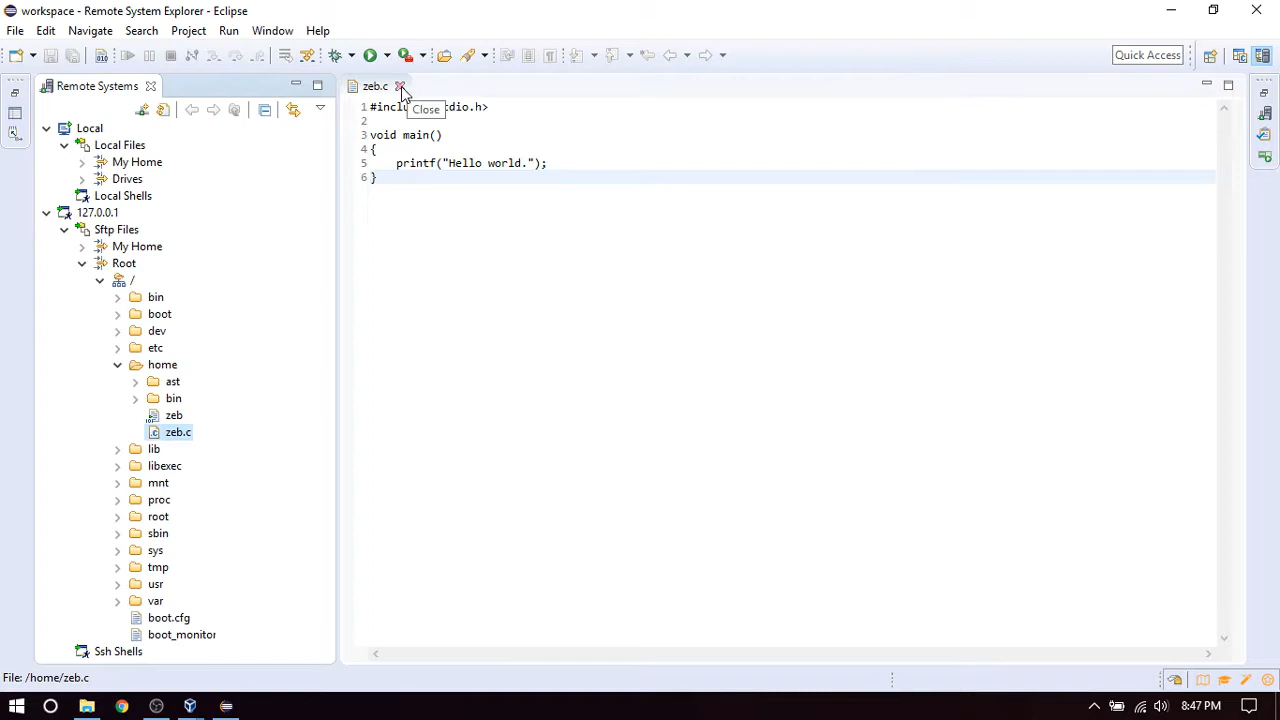 workspace - Remote System Explorer - Eclipse
File Edit Navigate Search Project Run Window Help
Quick Access
Remote Systems
Local
Local Files
My Home
Drives
Local Shells
127.0.0.1
Sftp Files
My Home
Root
/
bin
boot
dev
etc
home
ast
bin
zeb
zeb.c
lib
libexec
mnt
proc
root
sbin
sys
tmp
usr
var
boot.cfg
boot_monitor
Ssh Shells
zeb.c
Close
1 #inclu dio.h>
2
3 void main()
4 {
5 printf("Hello world.");
6 }
File: /home/zeb.c
8:47 PM